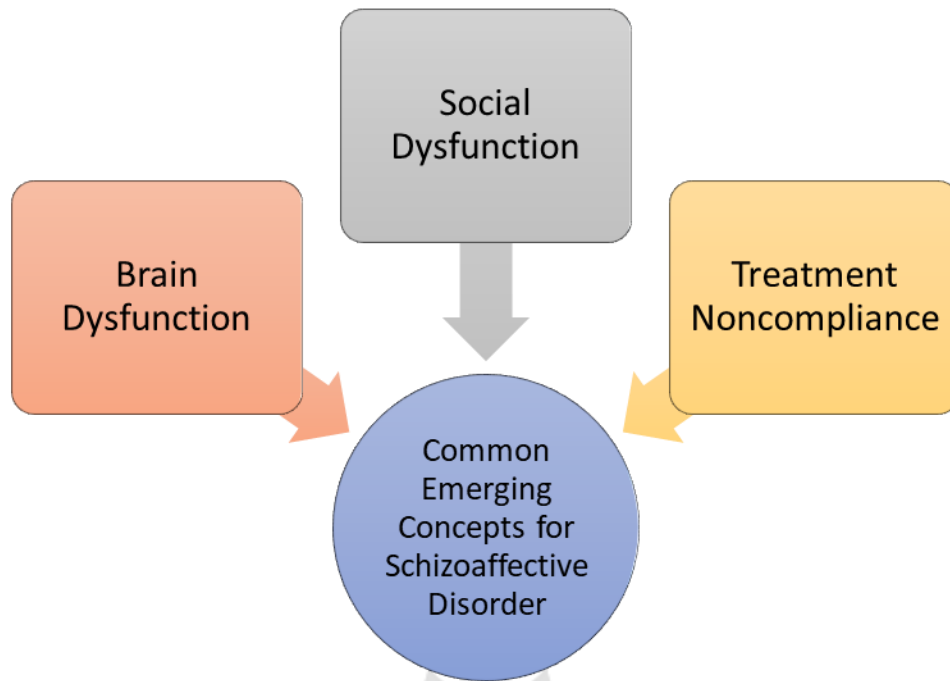 Social
Dysfunction
Brain
Dysfunction
Treatment
Noncompliance
Common
Emerging
Concepts for
Schizoaffective
Disorder